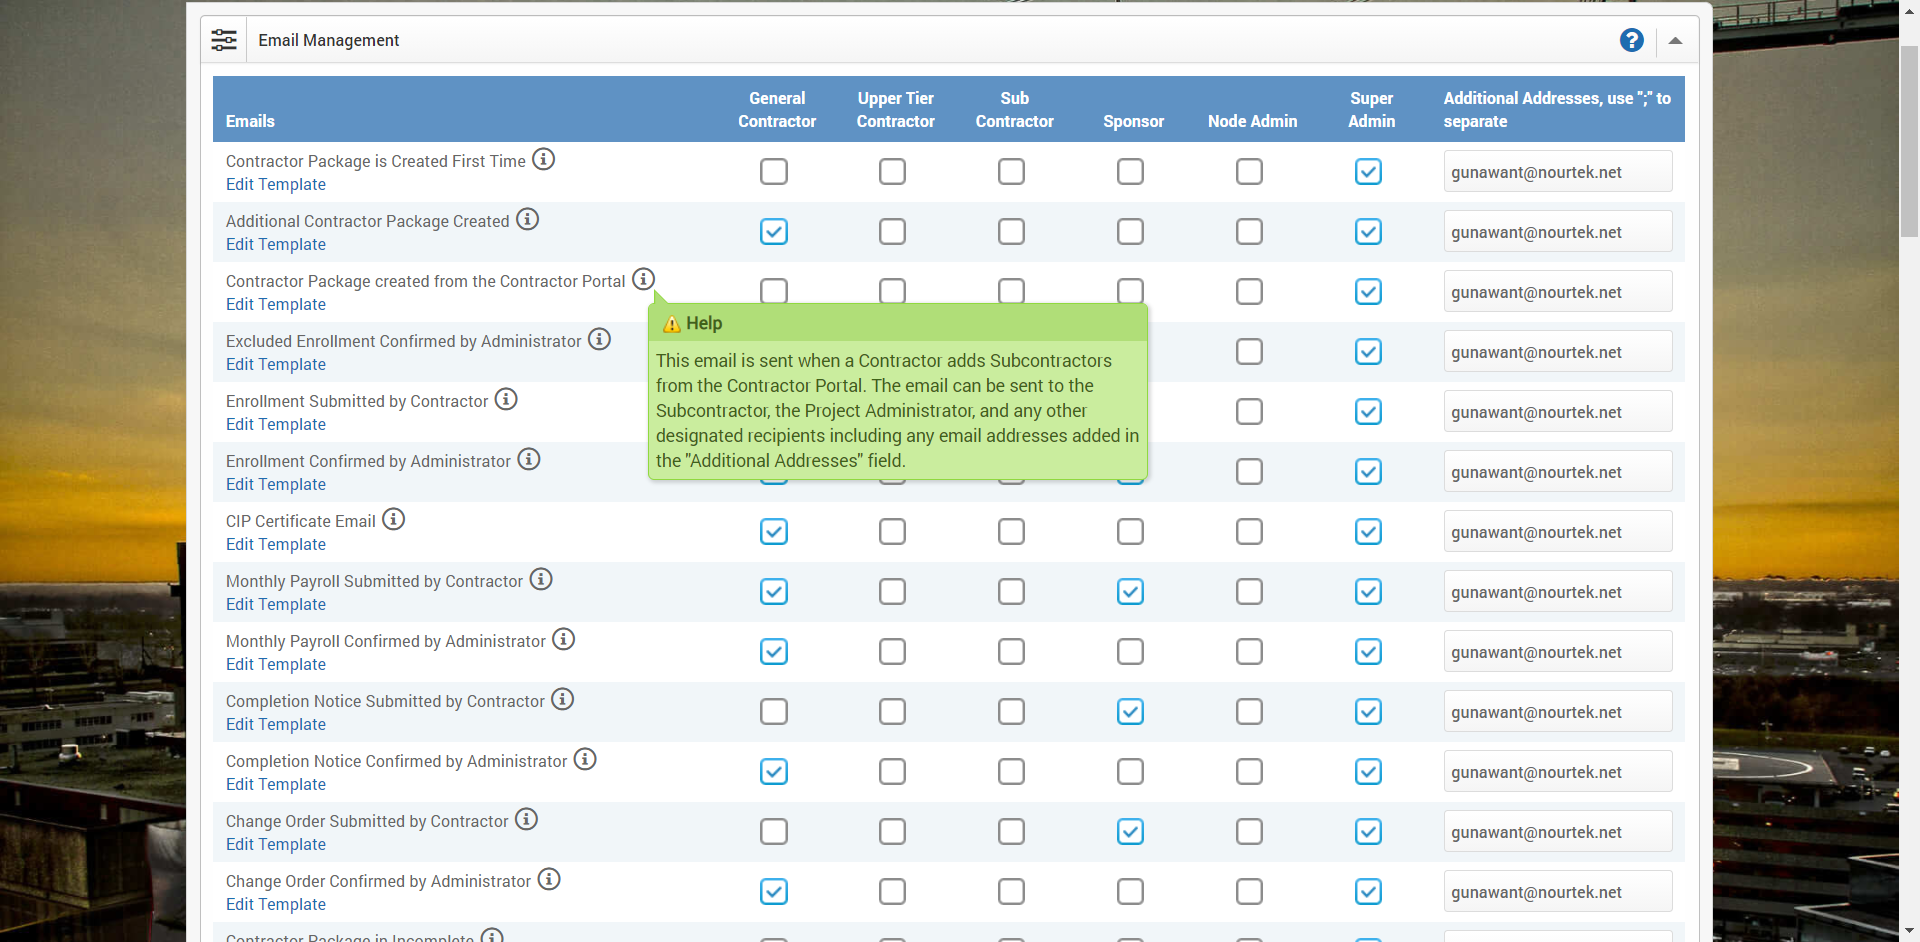 Email Management
?
General Upper Tier Sub Super Additional Addresses, use ";" to
Emails Contractor Contractor Contractor Sponsor Node Admin Admin separate
Contractor Package is Created First Time
Edit Template
gunawant@nourtek.net
Additional Contractor Package Created
Edit Template
gunawant@nourtek.net
Contractor Package created from the Contractor Portal
Edit Template
gunawant@nourtek.net
Help
This email is sent when a Contractor adds Subcontractors
from the Contractor Portal. The email can be sent to the
Subcontractor, the Project Administrator, and any other
designated recipients including any email addresses added in
the "Additional Addresses" field.
Excluded Enrollment Confirmed by Administrator
Edit Template
gunawant@nourtek.net
Enrollment Submitted by Contractor
Edit Template
gunawant@nourtek.net
Enrollment Confirmed by Administrator
Edit Template
gunawant@nourtek.net
CIP Certificate Email
Edit Template
gunawant@nourtek.net
Monthly Payroll Submitted by Contractor
Edit Template
gunawant@nourtek.net
Monthly Payroll Confirmed by Administrator
Edit Template
gunawant@nourtek.net
Completion Notice Submitted by Contractor
Edit Template
gunawant@nourtek.net
Completion Notice Confirmed by Administrator
Edit Template
gunawant@nourtek.net
Change Order Submitted by Contractor
Edit Template
gunawant@nourtek.net
Change Order Confirmed by Administrator
Edit Template
gunawant@nourtek.net
Contractor Package in Incomplete